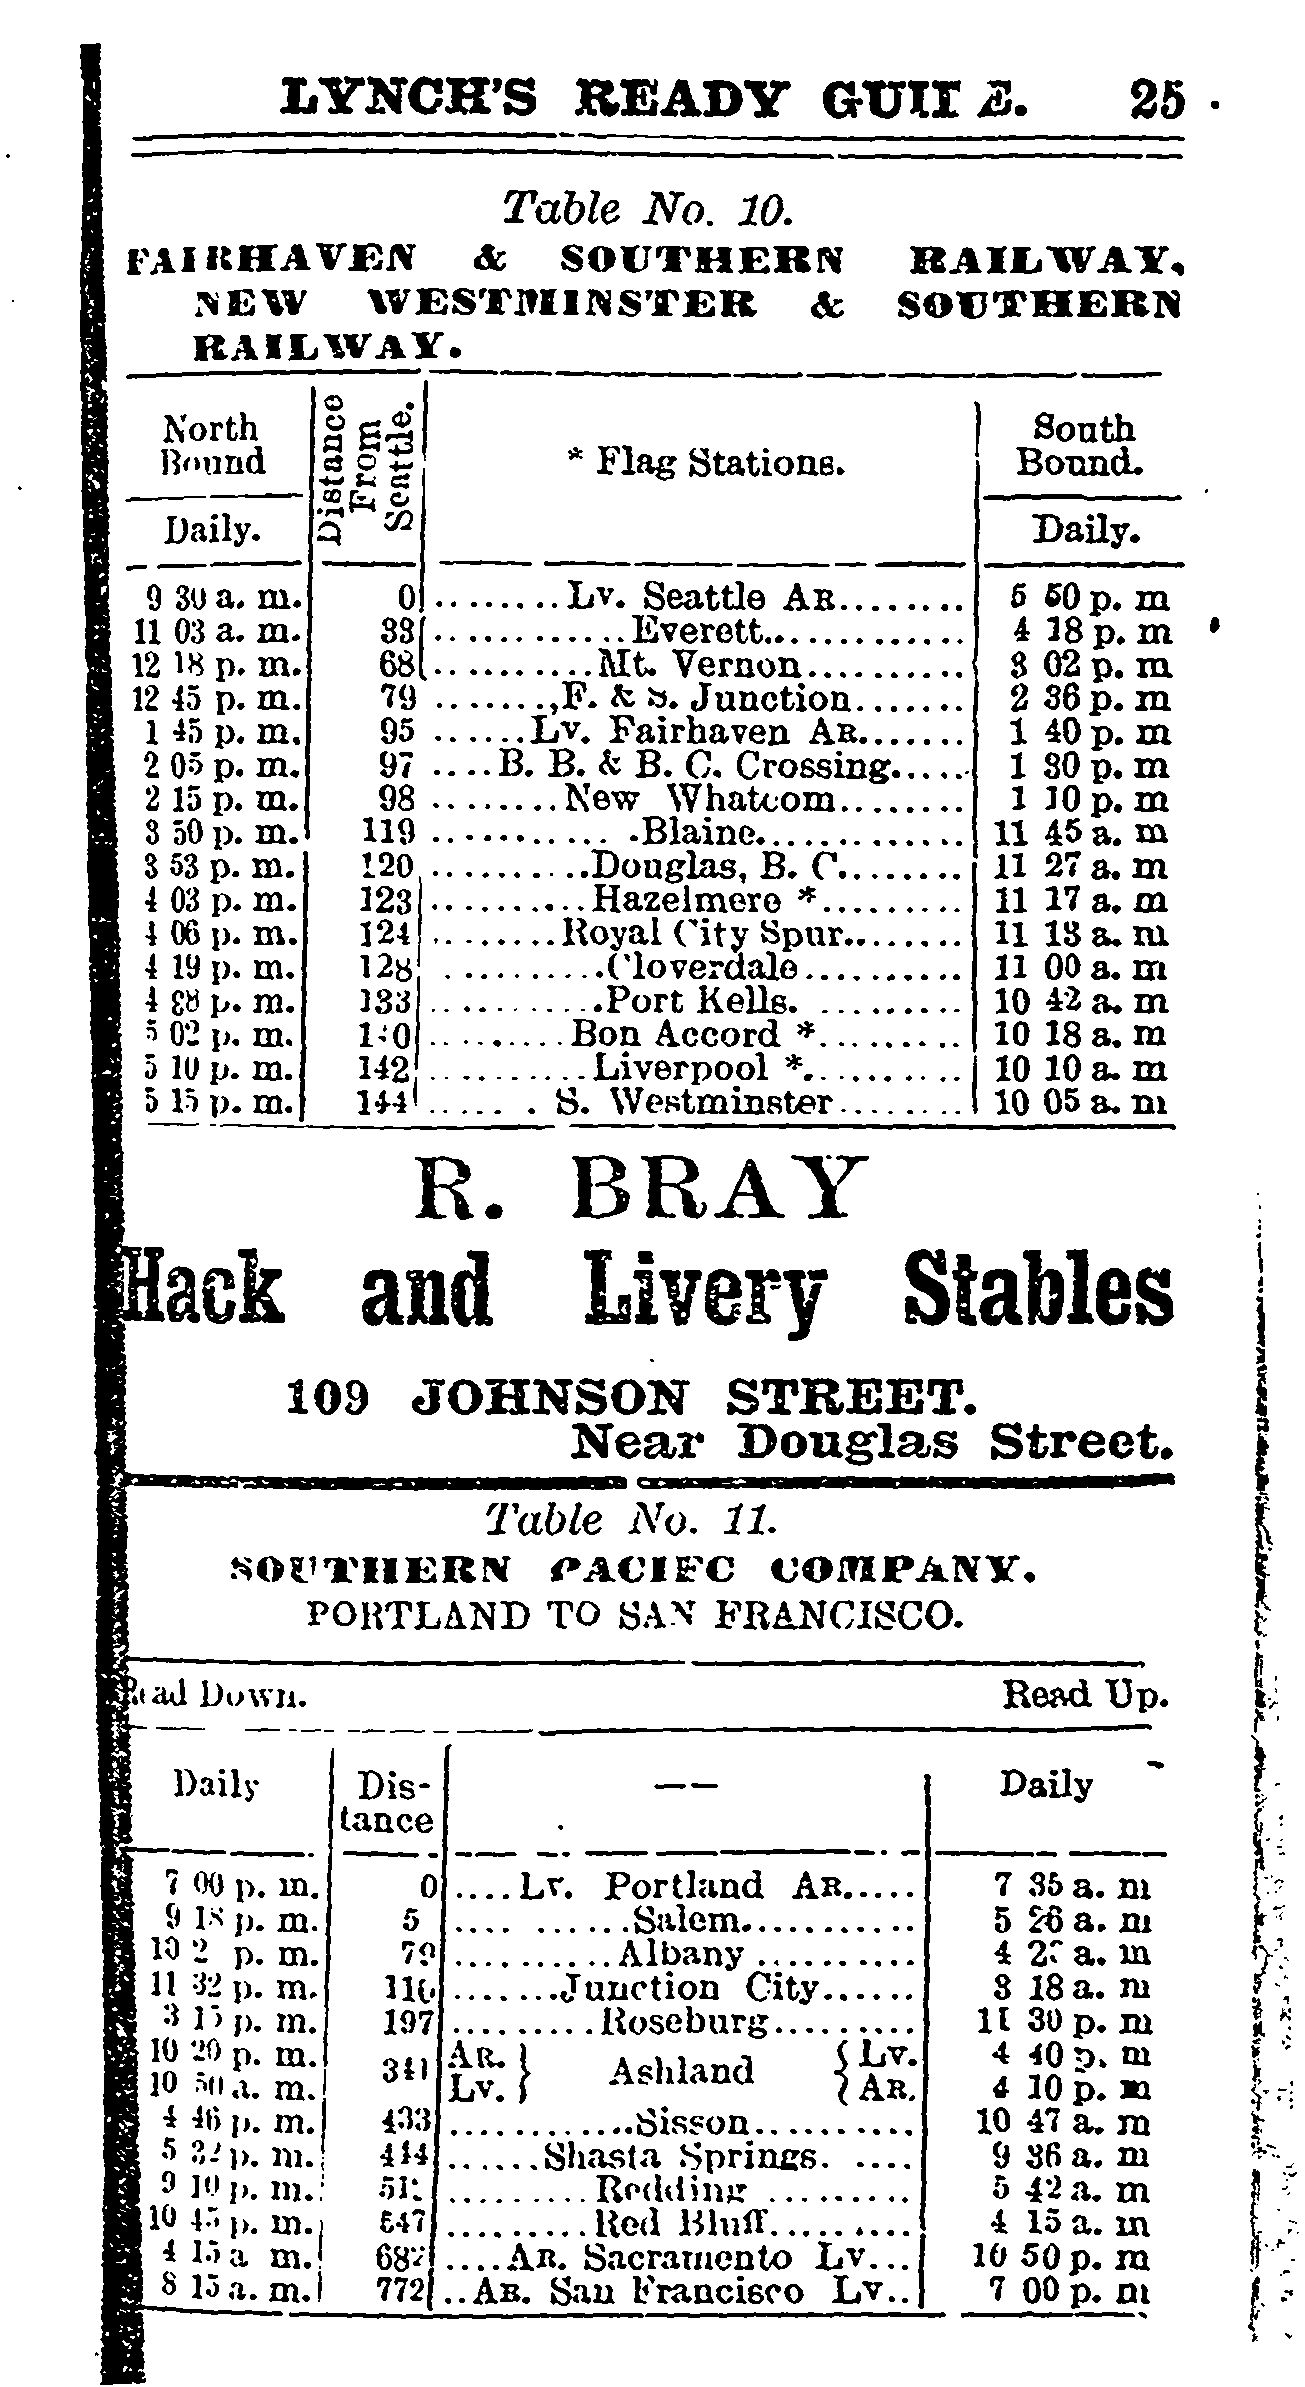 LYNCH'S READY GUIDE. 25
Table No. 10.
FAIRHAVEN & SOUTHERN RAILWAY,
NEW WESTMINSTER & SOUTHERN
RAILWAY.
North Bound Distance From Seattle. * Flag Stations. South Bound.
Daily. Daily.
9 30 a. m. 0 ........Lv. Seattle AR........ 5 50 p. m
11 03 a. m. 33 ............Everett............. 4 18 p. m
12 18 p. m. 68 ..........Mt. Vernon.......... 3 02 p. m
12 45 p. m. 79 .......,F. & S. Junction....... 2 36 p. m
1 45 p. m. 95 ......Lv. Fairhaven AR....... 1 40 p. m
2 05 p. m. 97 ....B. B. & B. C. Crossing..... 1 30 p. m
2 15 p. m. 98 ........New Whatcom........ 1 10 p. m
3 50 p. m. 119 ............Blaine............. 11 45 a. m
3 53 p. m. 120 ..........Douglas, B. C........ 11 27 a. m
4 03 p. m. 123 ..........Hazelmere *......... 11 17 a. m
4 06 p. m. 124 ........Royal City Spur........ 11 13 a. m
4 19 p. m. 128 ..........Cloverdale.......... 11 00 a. m
4 38 p. m. 133 ...........Port Kells. ......... 10 42 a. m
5 02 p. m. .........Bon Accord *......... 10 18 a. m
5 10 p. m. 142 ..........Liverpool *.......... 10 10 a. m
5 15 p. m. 144 ..... . S. Westminster........ 10 05 a. m
R. BRAY
Hack and Livery Stables
109 JOHNSON STREET.
Near Douglas Street.
Table No. 11.
SOUTHERN PACIFC COMPANY.
PORTLAND TO SAN FRANCISCO.
Read Down. Read Up.
Daily Distance —— Daily
7 00 p. m. 0 ....Lv. Portland AR..... 7 35 a. m
9 18 p. m. 5 .... ......Salem........... 5 26 a. m
10 2 p. m. 79 ..........Albany .......... 4 a. m
11 32 p. m. .......Junction City...... 3 18 a. m
3 15 p. m. 197 .........Roseburg......... 11 30 p. m
10 20 p. m. 341 AR. } Ashland { Lv. 4 40 p. m
10 50 a. m. Lv. } { AR. 4 10 p. m
4 46 p. m. 433 ............Sisson.......... 10 47 a. m
5 32 p. m. 444 ......Shasta Springs. .... 9 36 a. m
9 10 p. m. .........Redding ........ 5 42 a. m
10 45 p. m. 547 .........Red Bluff......... 4 15 a. m
4 15 a m. 682 ....AR. Sacramento Lv... 10 50 p. m
8 15 a. m. 772 ..AR. San Francisco Lv.. 7 00 p. m